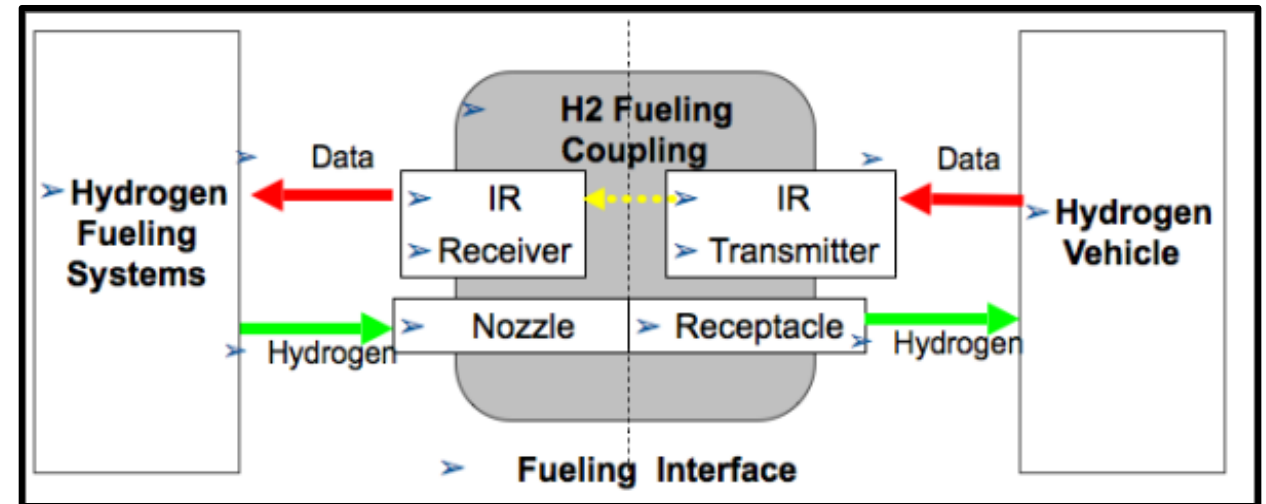 H2 Fueling
Coupling
Data
Data
Hydrogen
Fueling
Systems
IR
Receiver
IR
Transmitter
Hydrogen
Vehicle
Nozzle
Receptacle
Hydrogen
Hydrogen
Fueling Interface